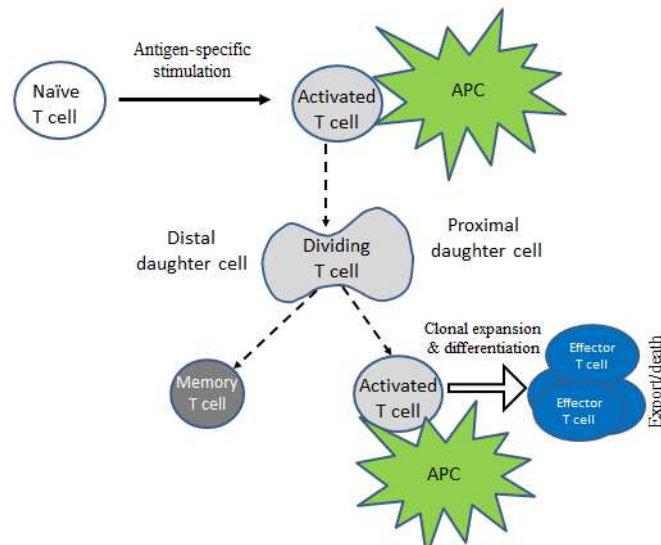 Antigen-specific
stimulation
Naïve
T cell
Activated
T cell
APC
Distal
daughter cell
Dividing
T cell
Proximal
daughter cell
Clonal expansion
& differentiation
Memory
T cell
Activated
T cell
Effector
T cell
Effector
T cell
Export/death
APC